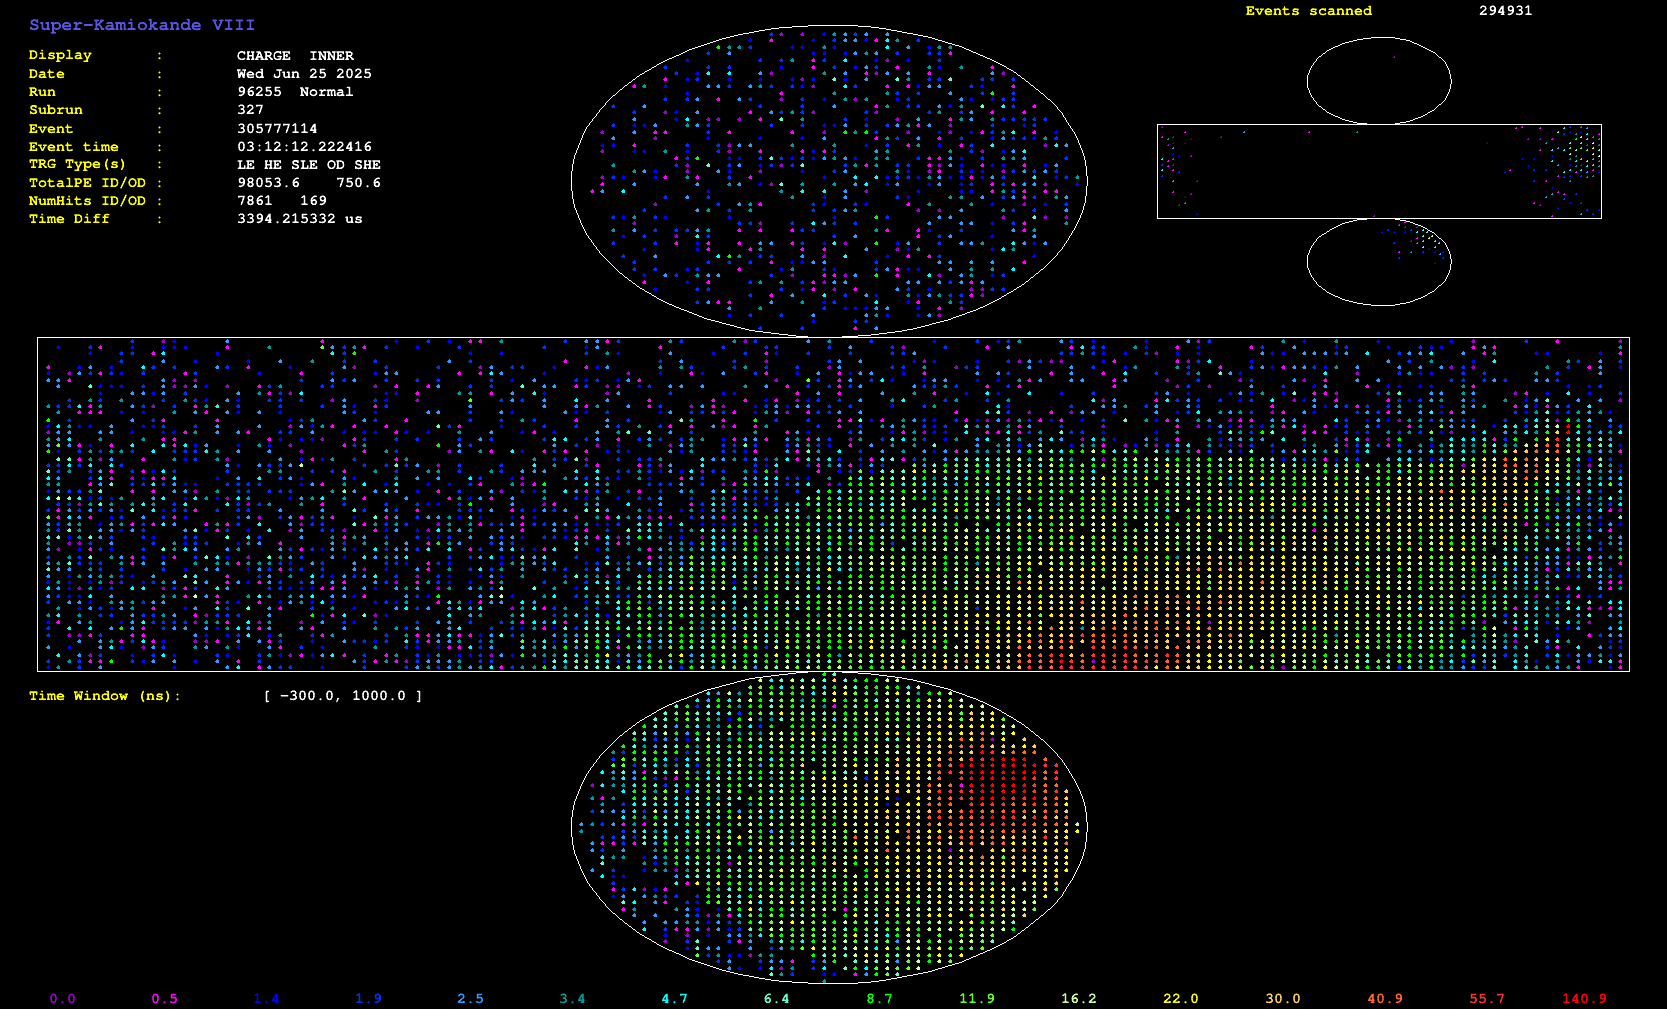 Super-Kamiokande VIII
Events scanned 294931
Display : CHARGE INNER
Date : Wed Jun 25 2025
Run : 96255 Normal
Subrun : 327
Event : 305777114
Event time : 03:12:12.222416
TRG Type(s) : LE HE SLE OD SHE
TotalPE ID/OD : 98053.6 750.6
NumHits ID/OD : 7861 169
Time Diff : 3394.215332 us
Time Window (ns): [ -300.0, 1000.0 ]
0.0 0.5 1.4 1.9 2.5 3.4 4.7 6.4 8.7 11.9 16.2 22.0 30.0 40.9 55.7 140.9